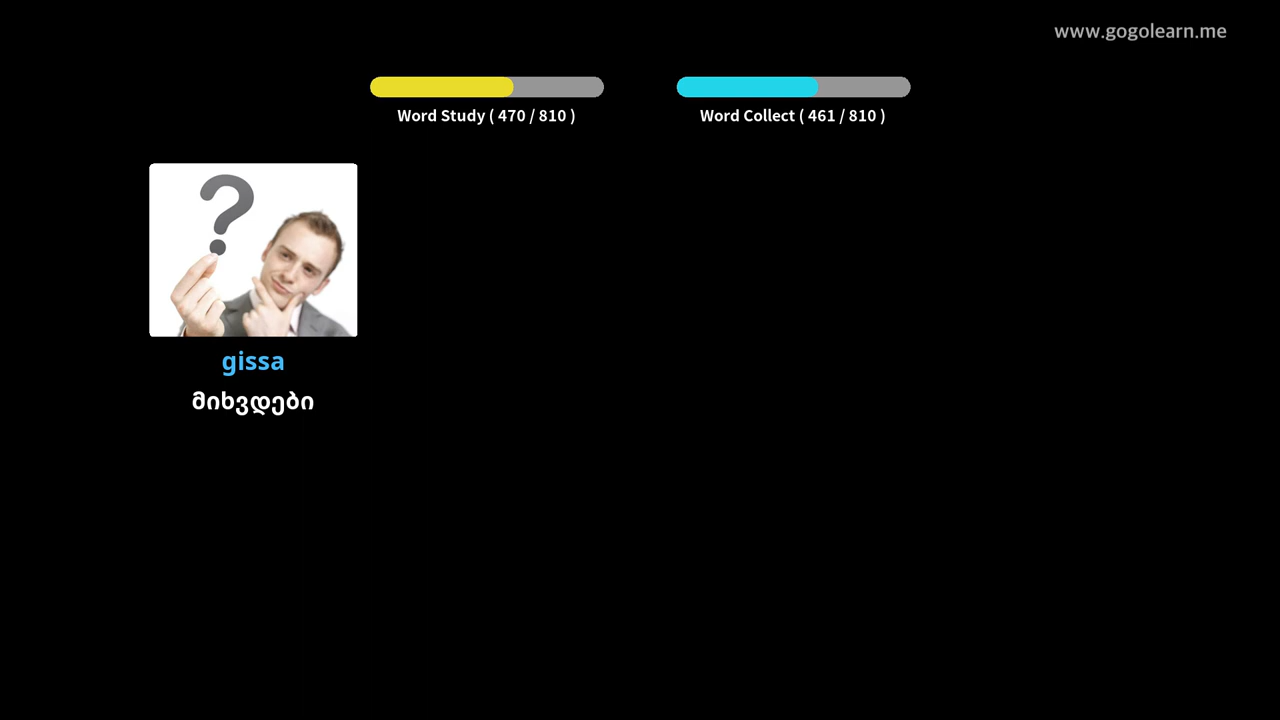 www.gogolearn.me
Word Study ( 470 / 810 )
Word Collect ( 461 / 810 )
?
gissa
მიხვდები